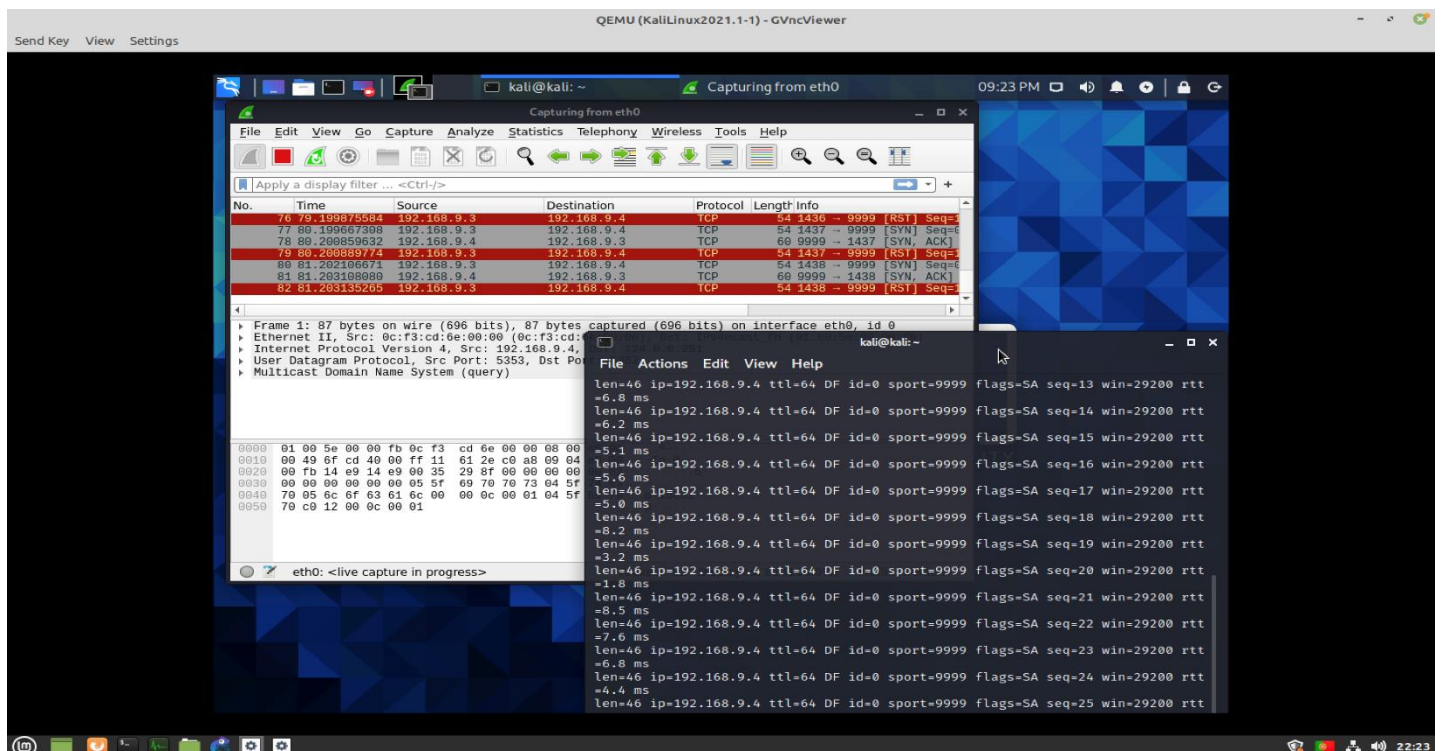 QEMU (KaliLinux2021.1-1) - GVncViewer
Send Key View Settings
kali@kali: ~ Capturing from eth0 09:23 PM
Capturing from eth0
File Edit View Go Capture Analyze Statistics Telephony Wireless Tools Help
Apply a display filter ... <Ctrl-/>
No. Time Source Destination Protocol Length Info
76 79.199875584 192.168.9.3 192.168.9.4 TCP 54 1436 → 9999 [RST] Seq=1
77 80.199667308 192.168.9.3 192.168.9.4 TCP 54 1437 → 9999 [SYN] Seq=0
78 80.200859632 192.168.9.4 192.168.9.3 TCP 60 9999 → 1437 [SYN, ACK]
79 80.200889774 192.168.9.3 192.168.9.4 TCP 54 1437 → 9999 [RST] Seq=1
80 81.202106671 192.168.9.3 192.168.9.4 TCP 54 1438 → 9999 [SYN] Seq=0
81 81.203108080 192.168.9.4 192.168.9.3 TCP 60 9999 → 1438 [SYN, ACK]
82 81.203135265 192.168.9.3 192.168.9.4 TCP 54 1438 → 9999 [RST] Seq=1
Frame 1: 87 bytes on wire (696 bits), 87 bytes captured (696 bits) on interface eth0, id 0
Ethernet II, Src: 0c:f3:cd:6e:00:00 (0c:f3:cd:
Internet Protocol Version 4, Src: 192.168.9.4,
User Datagram Protocol, Src Port: 5353, Dst Por
Multicast Domain Name System (query)
0000 01 00 5e 00 00 fb 0c f3 cd 6e 00 00 08 00
0010 00 49 6f cd 40 00 ff 11 61 2e c0 a8 09 04
0020 00 fb 14 e9 14 e9 00 35 29 8f 00 00 00 00
0030 00 00 00 00 00 05 5f 69 70 70 73 04 5f
0040 70 05 6c 6f 63 61 6c 00 00 0c 00 01 04 5f
0050 70 c0 12 00 0c 00 01
eth0: <live capture in progress>
kali@kali: ~
File Actions Edit View Help
len=46 ip=192.168.9.4 ttl=64 DF id=0 sport=9999 flags=SA seq=13 win=29200 rtt
=6.8 ms
len=46 ip=192.168.9.4 ttl=64 DF id=0 sport=9999 flags=SA seq=14 win=29200 rtt
=6.2 ms
len=46 ip=192.168.9.4 ttl=64 DF id=0 sport=9999 flags=SA seq=15 win=29200 rtt
=5.1 ms
len=46 ip=192.168.9.4 ttl=64 DF id=0 sport=9999 flags=SA seq=16 win=29200 rtt
=5.6 ms
len=46 ip=192.168.9.4 ttl=64 DF id=0 sport=9999 flags=SA seq=17 win=29200 rtt
=5.0 ms
len=46 ip=192.168.9.4 ttl=64 DF id=0 sport=9999 flags=SA seq=18 win=29200 rtt
=8.2 ms
len=46 ip=192.168.9.4 ttl=64 DF id=0 sport=9999 flags=SA seq=19 win=29200 rtt
=3.2 ms
len=46 ip=192.168.9.4 ttl=64 DF id=0 sport=9999 flags=SA seq=20 win=29200 rtt
=1.8 ms
len=46 ip=192.168.9.4 ttl=64 DF id=0 sport=9999 flags=SA seq=21 win=29200 rtt
=8.5 ms
len=46 ip=192.168.9.4 ttl=64 DF id=0 sport=9999 flags=SA seq=22 win=29200 rtt
=7.6 ms
len=46 ip=192.168.9.4 ttl=64 DF id=0 sport=9999 flags=SA seq=23 win=29200 rtt
=6.8 ms
len=46 ip=192.168.9.4 ttl=64 DF id=0 sport=9999 flags=SA seq=24 win=29200 rtt
=4.4 ms
len=46 ip=192.168.9.4 ttl=64 DF id=0 sport=9999 flags=SA seq=25 win=29200 rtt
22:23